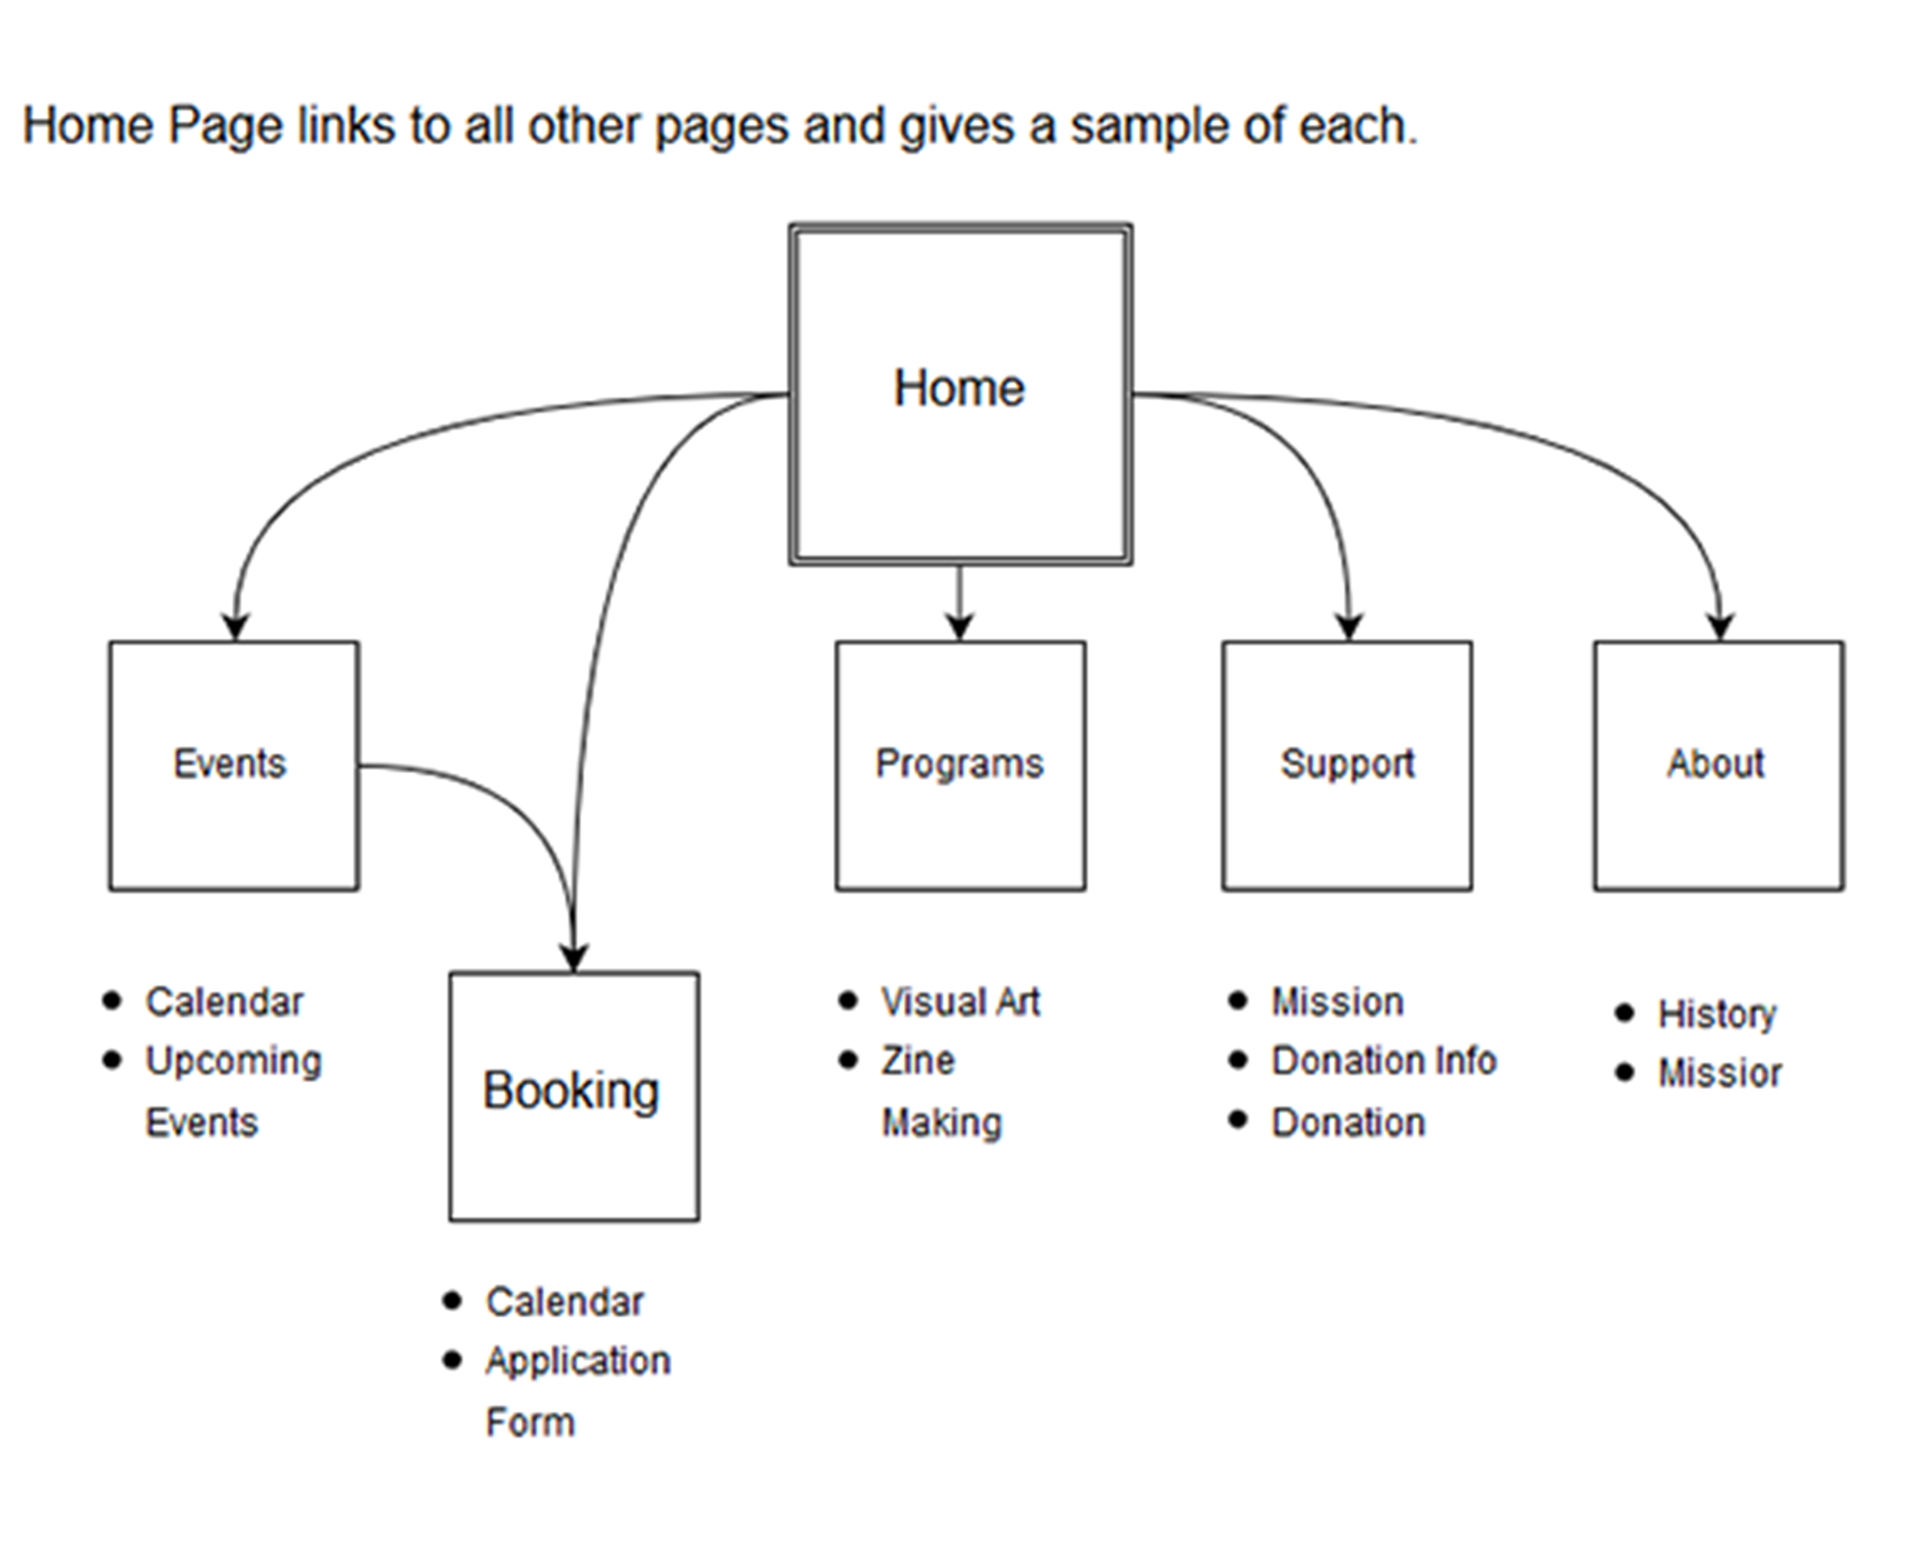 Home Page links to all other pages and gives a sample of each.
Home
Events
Programs
Support
About
Calendar
Upcoming
Events
Booking
Calendar
Application
Form
Visual Art
Zine
Making
Mission
Donation Info
Donation
History
Missior